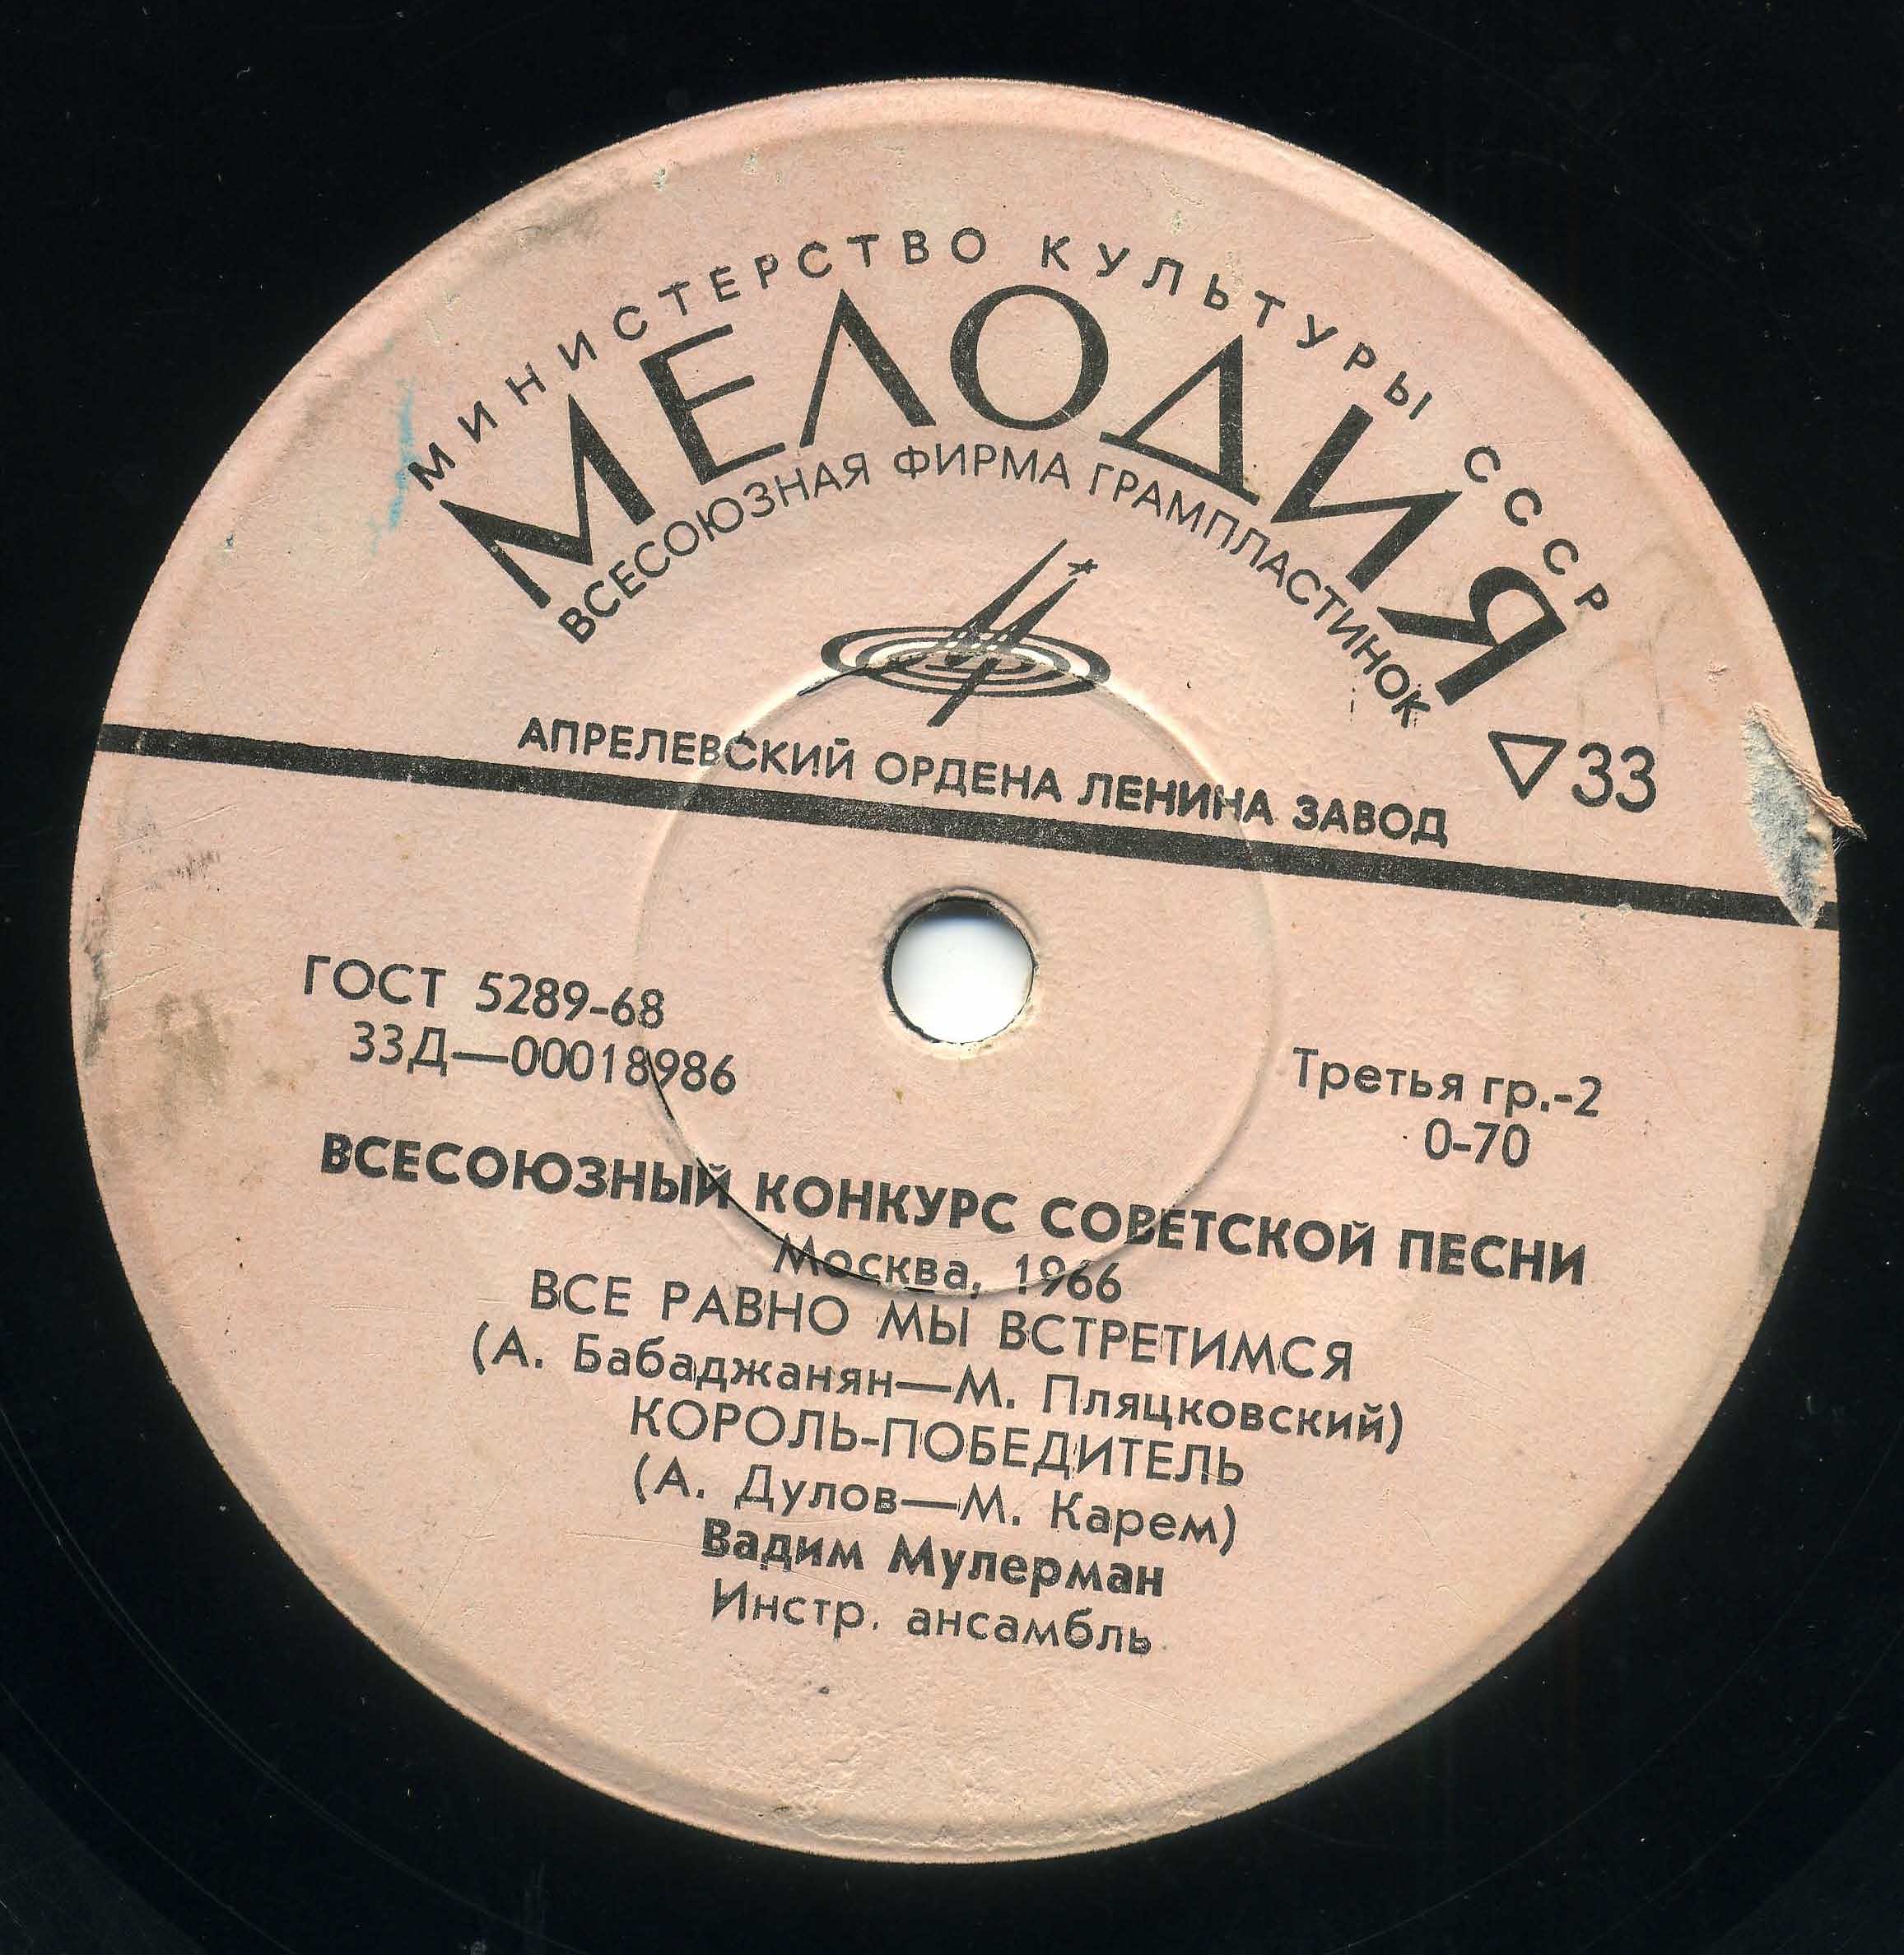 МИНИСТЕРСТВО КУЛЬТУРЫ СССР
МЕЛОДИЯ
ВСЕСОЮЗНАЯ ФИРМА ГРАМПЛАСТИНОК
АПРЕЛЕВСКИЙ ОРДЕНА ЛЕНИНА ЗАВОД
▽33
ГОСТ 5289-68
33Д—00018986
Третья гр.-2
0-70
ВСЕСОЮЗНЫЙ КОНКУРС СОВЕТСКОЙ ПЕСНИ
Москва, 1966
ВСЕ РАВНО МЫ ВСТРЕТИМСЯ
(А. Бабаджанян—М. Пляцковский)
КОРОЛЬ-ПОБЕДИТЕЛЬ
(А. Дулов—М. Карем)
Вадим Мулерман
Инстр. ансамбль